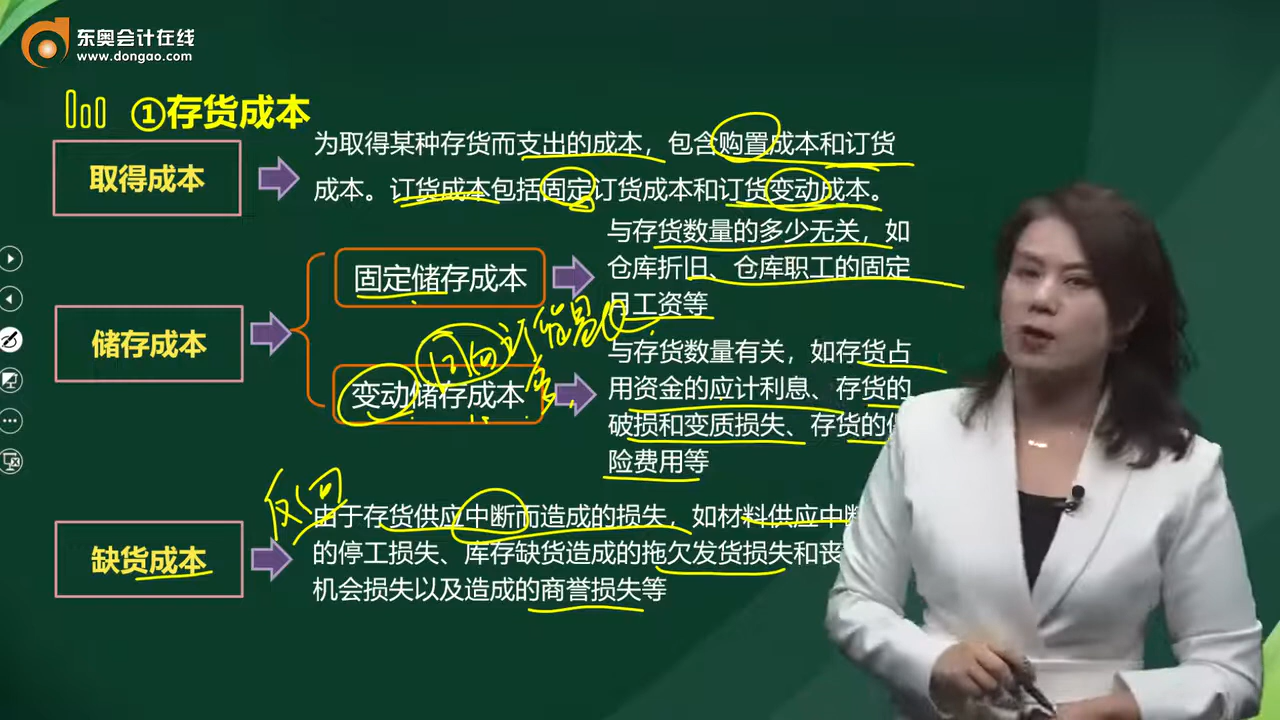 东奥会计在线
www.dongao.com
①存货成本
取得成本
为取得某种存货而支出的成本，包含购置成本和订货
成本。订货成本包括固定订货成本和订货变动成本。
储存成本
固定储存成本
与存货数量的多少无关，如
仓库折旧、仓库职工的固定
月工资等
变动储存成本
与存货数量有关，如存货占
用资金的应计利息、存货的
破损和变质损失、存货的保
险费用等
缺货成本
由于存货供应中断而造成的损失，如材料供应中断
的停工损失、库存缺货造成的拖欠发货损失和丧
机会损失以及造成的商誉损失等